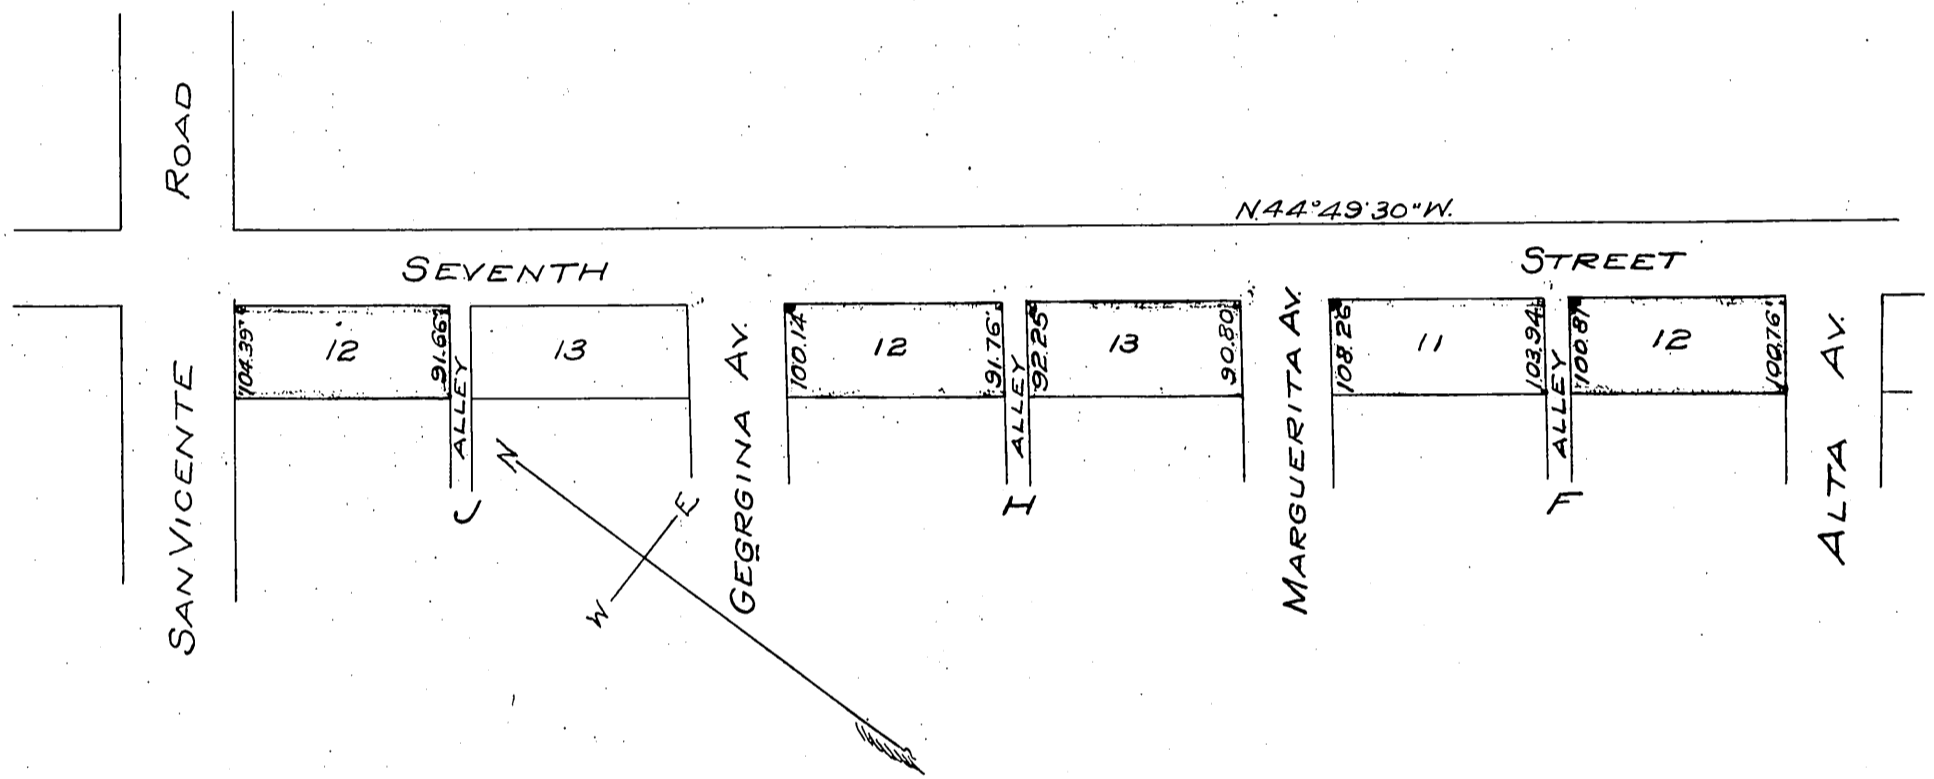 ROAD
N.44°49'30"W.
SEVENTH
STREET
104.39'
12
91.66'
ALLEY
13
GEORGINA AV.
100.14'
12
91.76'
ALLEY
92.25'
13
90.80'
MARGUERITA AV.
108.26
11
103.94'
ALLEY
100.81'
12
100.76'
ALTA AV.
SAN VICENTE
J
H
F
N
E
W